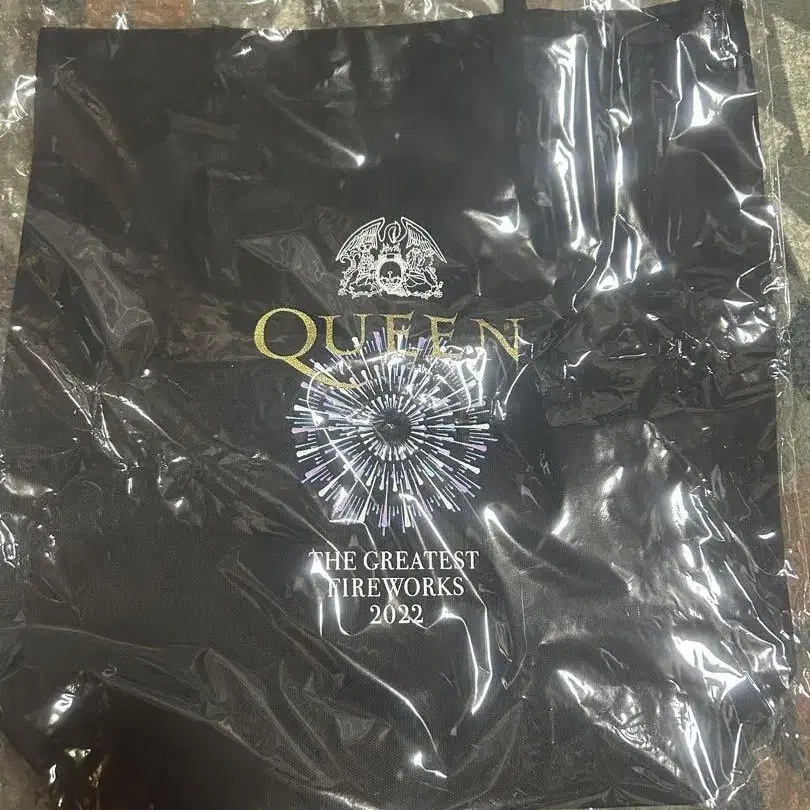 QUEEN
THE GREATEST
FIREWORKS
2022